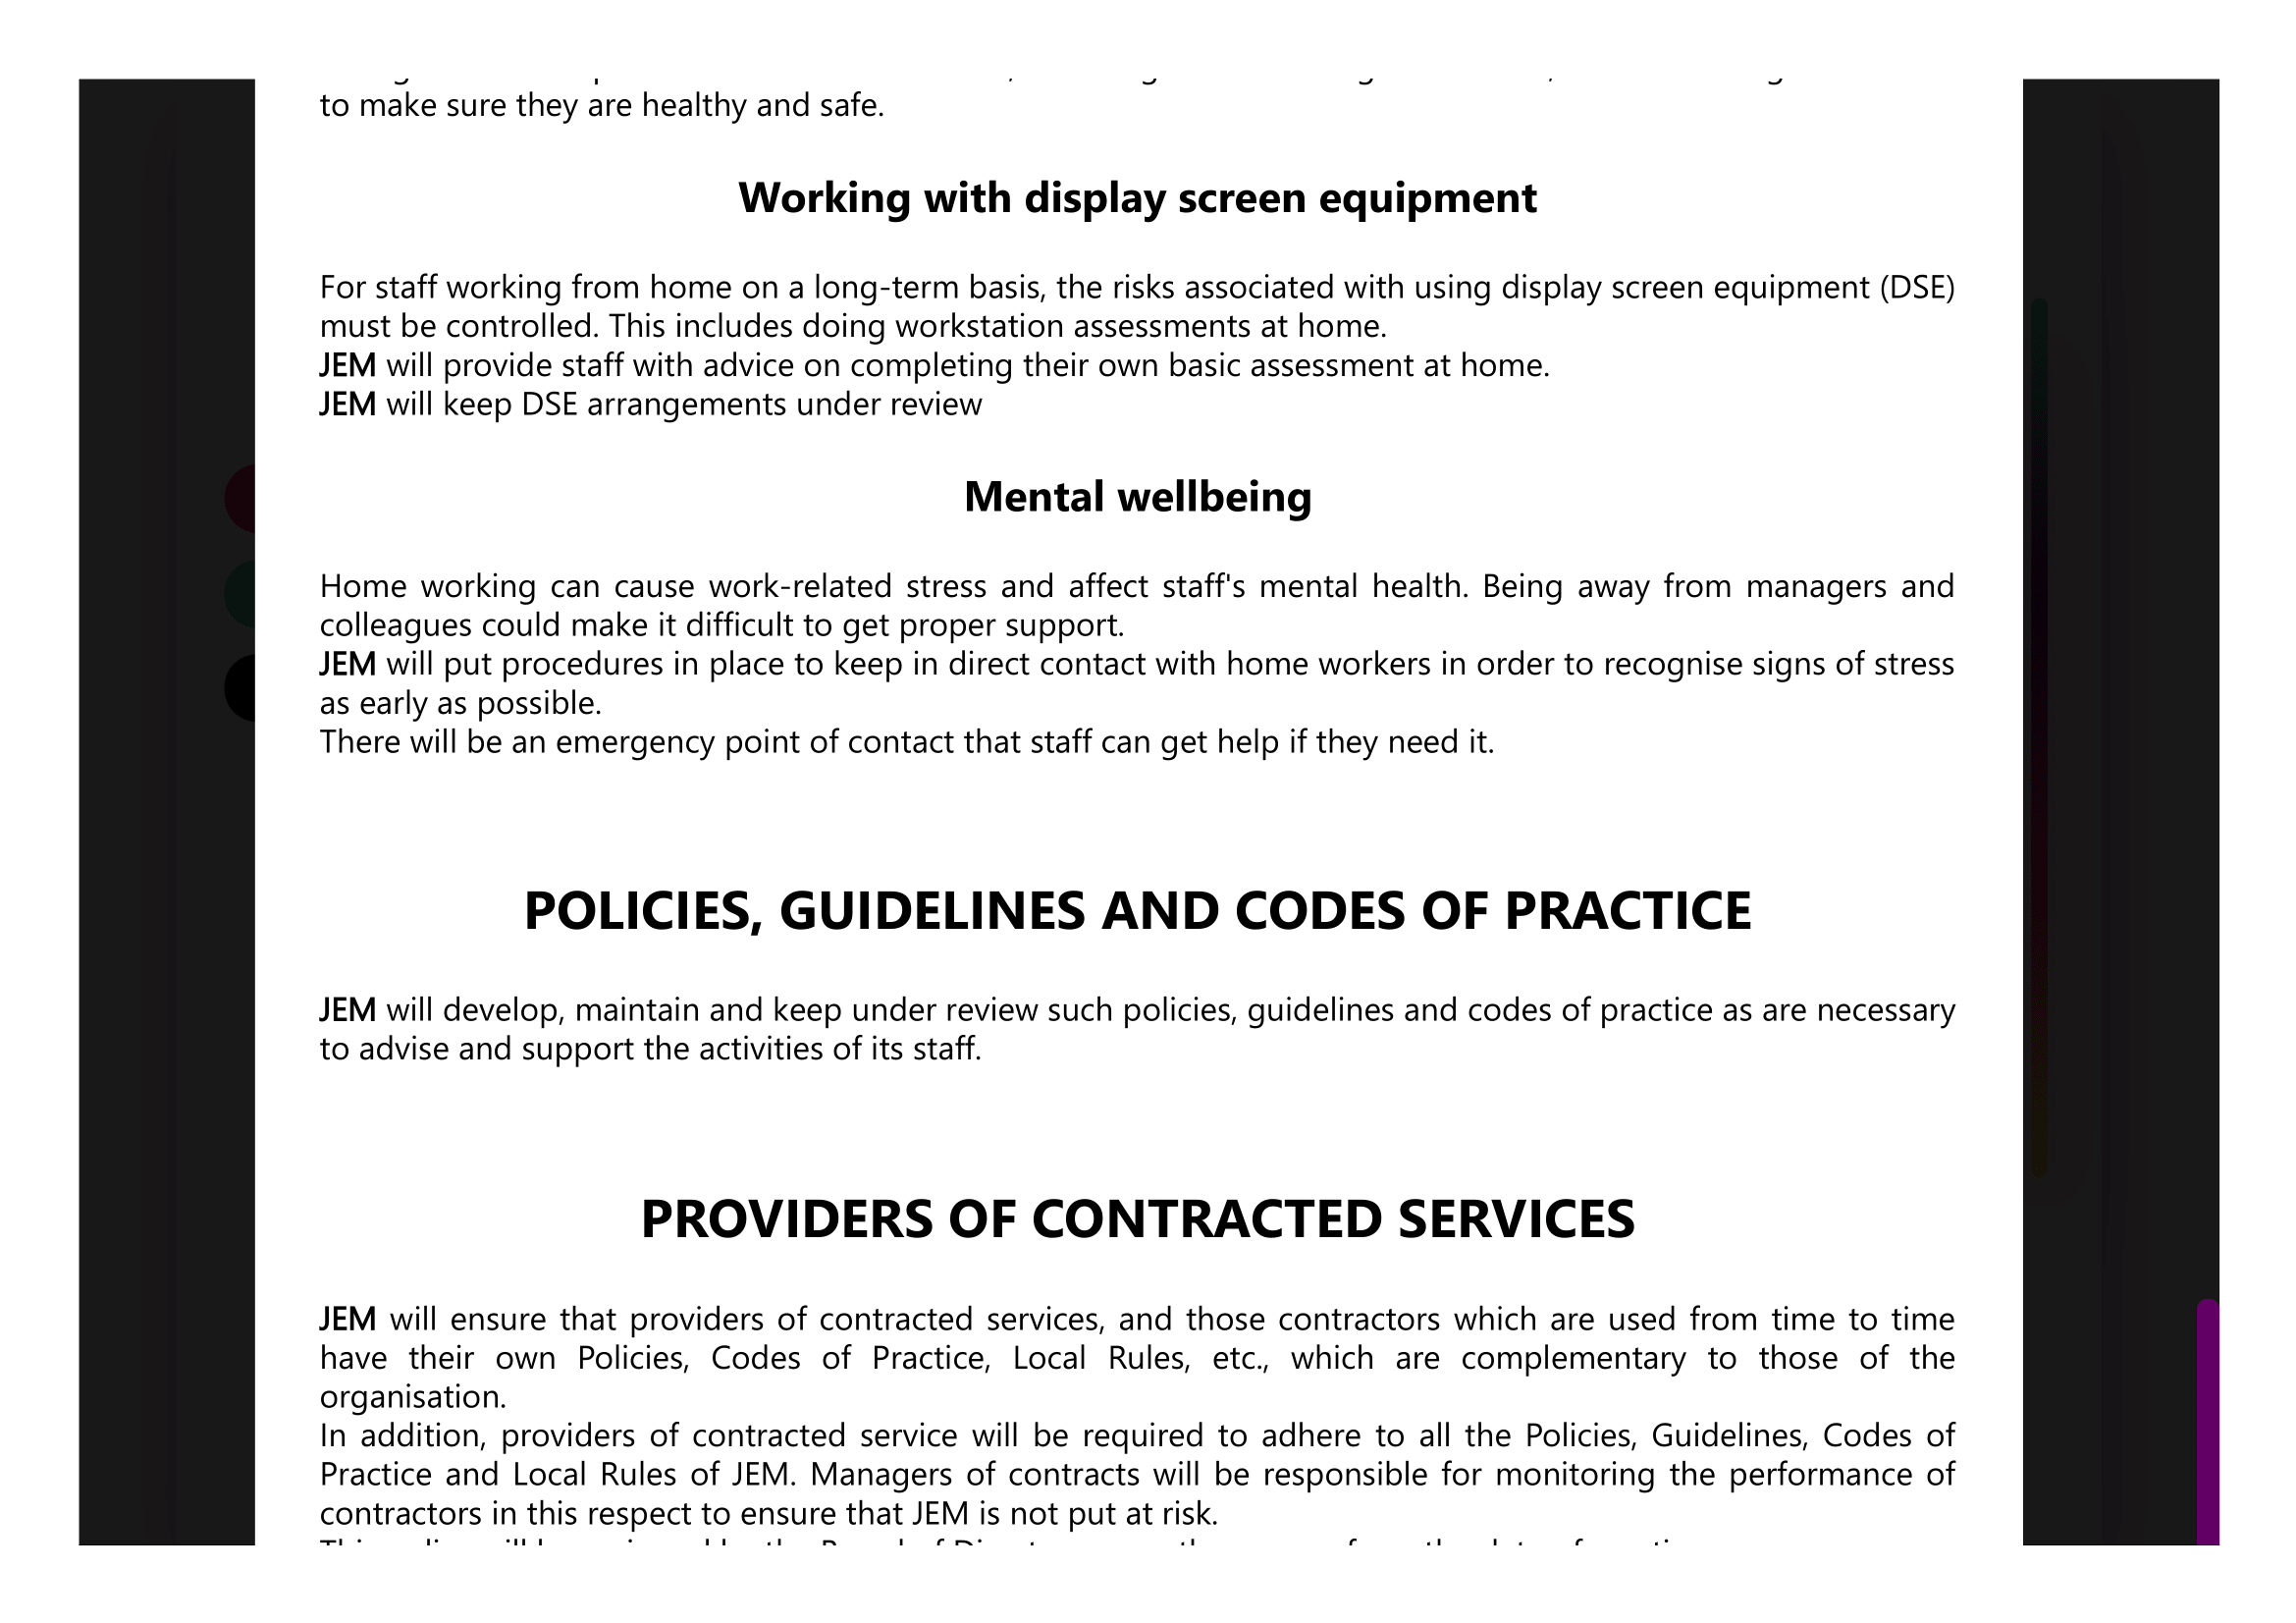 to make sure they are healthy and safe.
Working with display screen equipment
For staff working from home on a long-term basis, the risks associated with using display screen equipment (DSE)
must be controlled. This includes doing workstation assessments at home.
JEM will provide staff with advice on completing their own basic assessment at home.
JEM will keep DSE arrangements under review
Mental wellbeing
Home working can cause work-related stress and affect staff's mental health. Being away from managers and
colleagues could make it difficult to get proper support.
JEM will put procedures in place to keep in direct contact with home workers in order to recognise signs of stress
as early as possible.
There will be an emergency point of contact that staff can get help if they need it.
POLICIES, GUIDELINES AND CODES OF PRACTICE
JEM will develop, maintain and keep under review such policies, guidelines and codes of practice as are necessary
to advise and support the activities of its staff.
PROVIDERS OF CONTRACTED SERVICES
JEM will ensure that providers of contracted services, and those contractors which are used from time to time
have their own Policies, Codes of Practice, Local Rules, etc., which are complementary to those of the
organisation.
In addition, providers of contracted service will be required to adhere to all the Policies, Guidelines, Codes of
Practice and Local Rules of JEM. Managers of contracts will be responsible for monitoring the performance of
contractors in this respect to ensure that JEM is not put at risk.